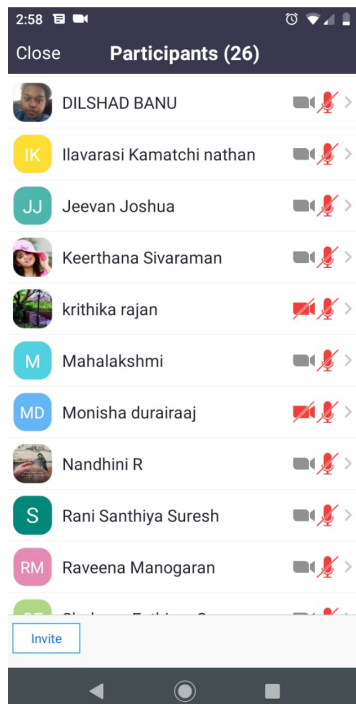 2:58
Close Participants (26)
DILSHAD BANU
IK Ilavarasi Kamatchi nathan
JJ Jeevan Joshua
Keerthana Sivaraman
krithika rajan
M Mahalakshmi
MD Monisha durairaaj
Nandhini R
S Rani Santhiya Suresh
RM Raveena Manogaran
Invite